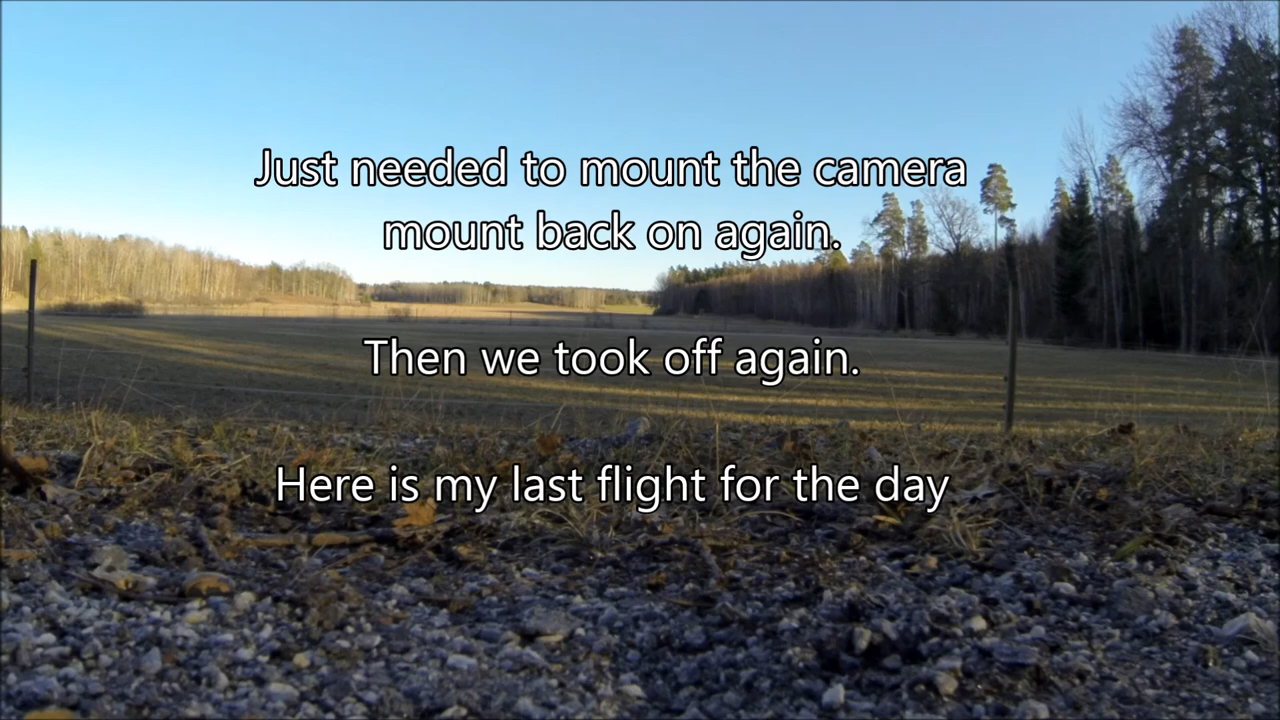 Just needed to mount the camera
mount back on again.
Then we took off again.
Here is my last flight for the day